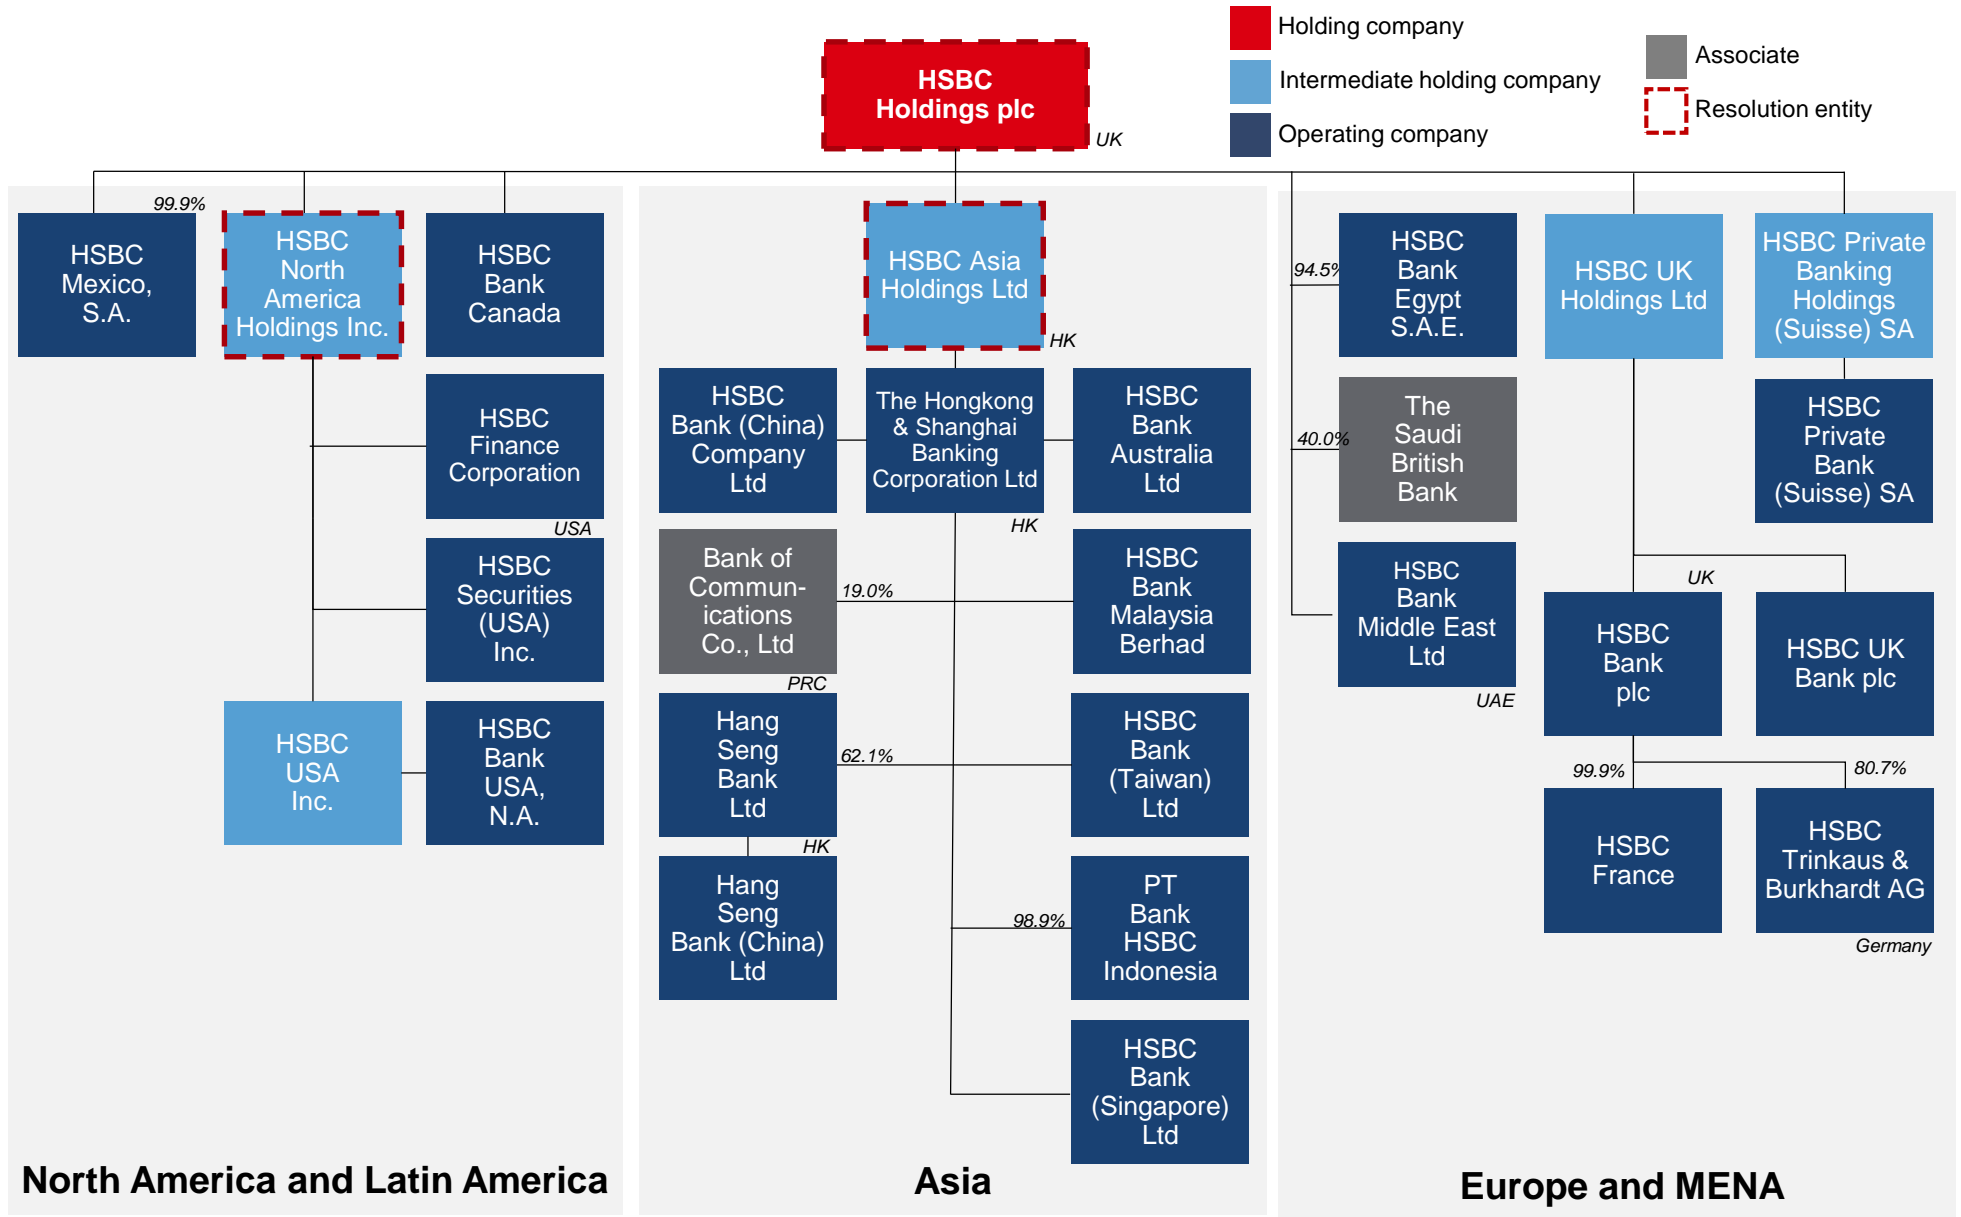 Holding company
Intermediate holding company
Operating company
Associate
Resolution entity
HSBC
Holdings plc
UK
99.9%
HSBC
Mexico,
S.A.
HSBC
North
America
Holdings Inc.
HSBC
Bank
Canada
HSBC
Finance
Corporation
USA
HSBC
Securities
(USA)
Inc.
HSBC
USA
Inc.
HSBC
Bank
USA,
N.A.
North America and Latin America
HSBC Asia
Holdings Ltd
HK
HSBC
Bank (China)
Company
Ltd
The Hongkong
& Shanghai
Banking
Corporation Ltd
HK
HSBC
Bank
Australia
Ltd
Bank of
Commun-
ications
Co., Ltd
19.0%
PRC
HSBC
Bank
Malaysia
Berhad
Hang
Seng
Bank
Ltd
62.1%
HK
HSBC
Bank
(Taiwan)
Ltd
Hang
Seng
Bank (China)
Ltd
98.9%
PT
Bank
HSBC
Indonesia
HSBC
Bank
(Singapore)
Ltd
Asia
94.5%
HSBC
Bank
Egypt
S.A.E.
HSBC UK
Holdings Ltd
HSBC Private
Banking
Holdings
(Suisse) SA
40.0%
The
Saudi
British
Bank
HSBC
Private
Bank
(Suisse) SA
HSBC
Bank
Middle East
Ltd
UAE
UK
HSBC
Bank
plc
HSBC UK
Bank plc
99.9%
80.7%
HSBC
France
HSBC
Trinkaus &
Burkhardt AG
Germany
Europe and MENA